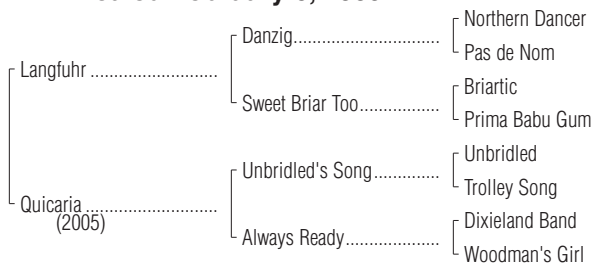 Northern Dancer
Danzig
Pas de Nom
Langfuhr
Briartic
Sweet Briar Too
Prima Babu Gum
Unbridled
Unbridled's Song
Trolley Song
Quicaria
(2005)
Dixieland Band
Always Ready
Woodman's Girl